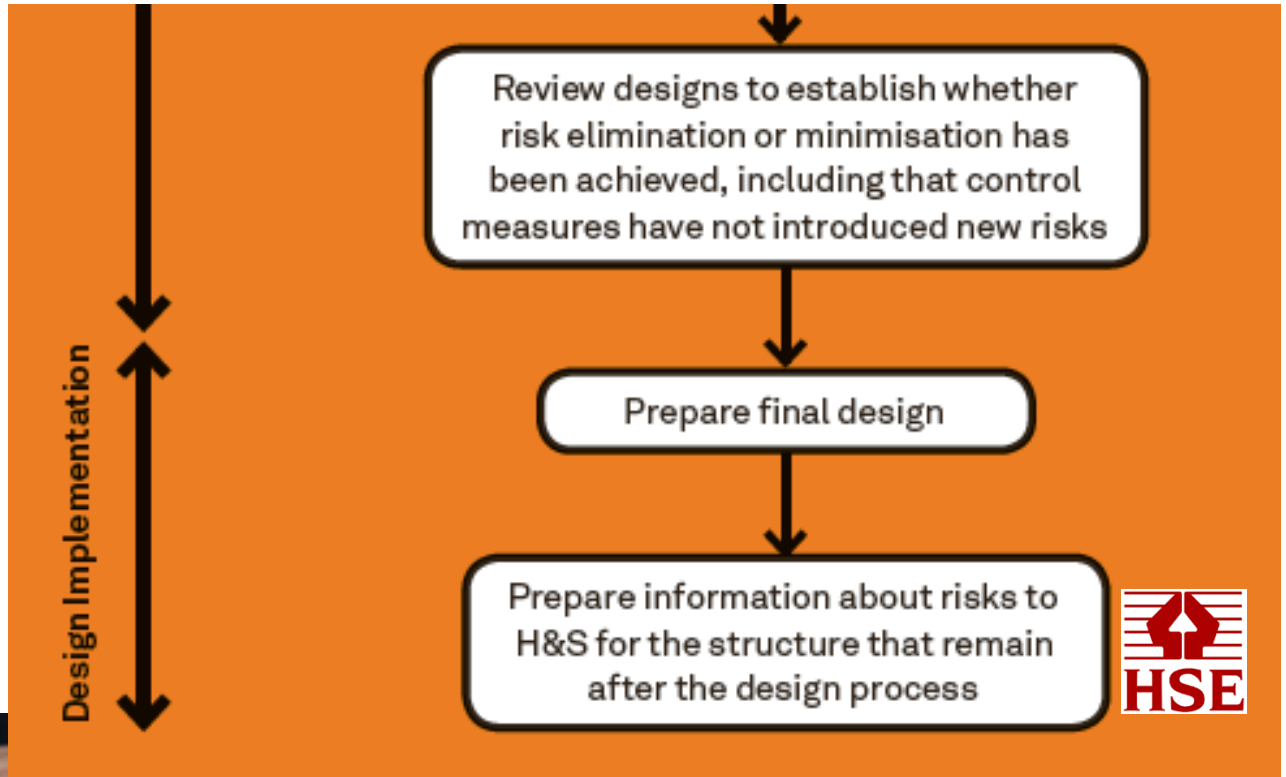 Review designs to establish whether
risk elimination or minimisation has
been achieved, including that control
measures have not introduced new risks
Design Implementation
Prepare final design
Prepare information about risks to
H&S for the structure that remain
after the design process
HSE